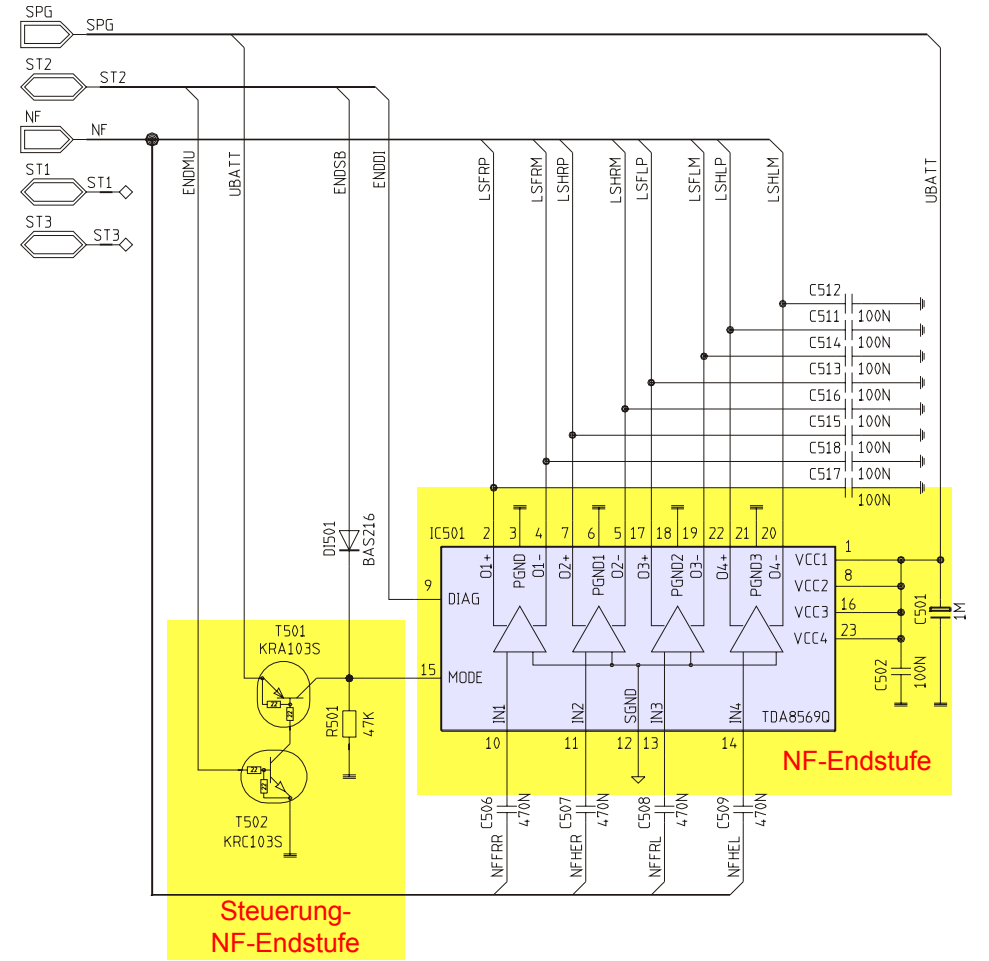 SPG
SPG
ST2
ST2
NF
NF
ST1
ST1
ST3
ST3
ENDMU
UBATT
ENDSB
ENDDI
LSFRP
LSFRM
LSHRP
LSHRM
LSFLP
LSFLM
LSHLP
LSHLM
UBATT
C512
100N
C511
100N
C514
100N
C513
100N
C516
100N
C515
100N
C518
100N
C517
100N
DI501
BAS216
IC501
2 3 4 7 6 5 17 18 19 22 21 20
O1+ PGND O1- O2+ PGND1 O2- O3+ PGND2 O3- O4+ PGND3 O4-
VCC1 1
VCC2 8
VCC3 16
VCC4 23
9 DIAG
15 MODE
C501
1M
C502
100N
T501
KRA103S
22
22
R501
47K
22
22
T502
KRC103S
IN1 IN2 SGND IN3 IN4
TDA8569Q
10 11 12 13 14
NF-Endstufe
C506
470N
C507
470N
C508
470N
C509
470N
NFFRR
NFHER
NFFRL
NFHEL
Steuerung-
NF-Endstufe